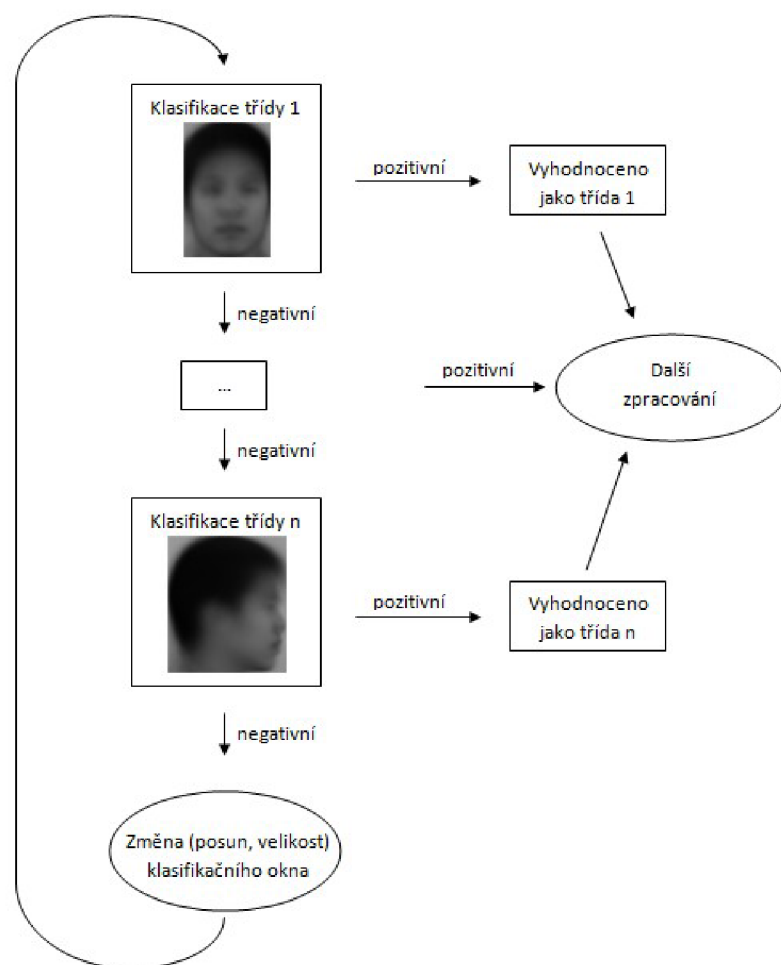 Klasifikace třídy 1
pozitivní
Vyhodnoceno
jako třída 1
negativní
...
pozitivní
Další
zpracování
negativní
Klasifikace třídy n
pozitivní
Vyhodnoceno
jako třída n
negativní
Změna (posun, velikost)
klasifikačního okna